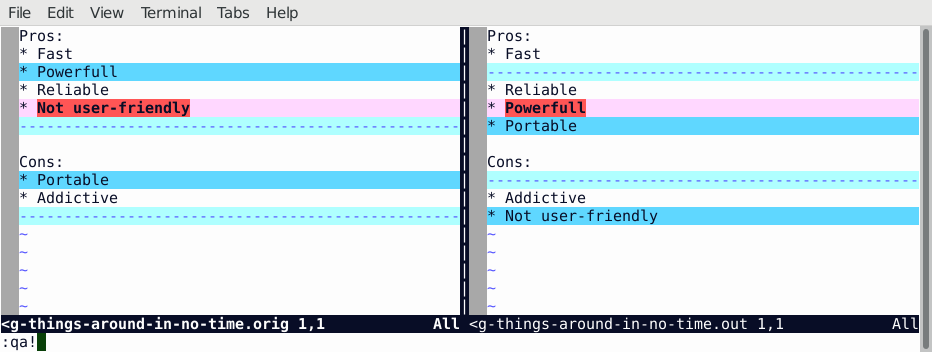 File Edit View Terminal Tabs Help
Pros:
* Fast
* Powerfull
* Reliable
* Not user-friendly
------------------------------------------------
Cons:
* Portable
* Addictive
------------------------------------------------
~
~
~
~
~
<g-things-around-in-no-time.orig 1,1 All
Pros:
* Fast
------------------------------------------------
* Reliable
* Powerfull
* Portable
Cons:
------------------------------------------------
* Addictive
* Not user-friendly
~
~
~
~
~
<g-things-around-in-no-time.out 1,1 All
:qa!